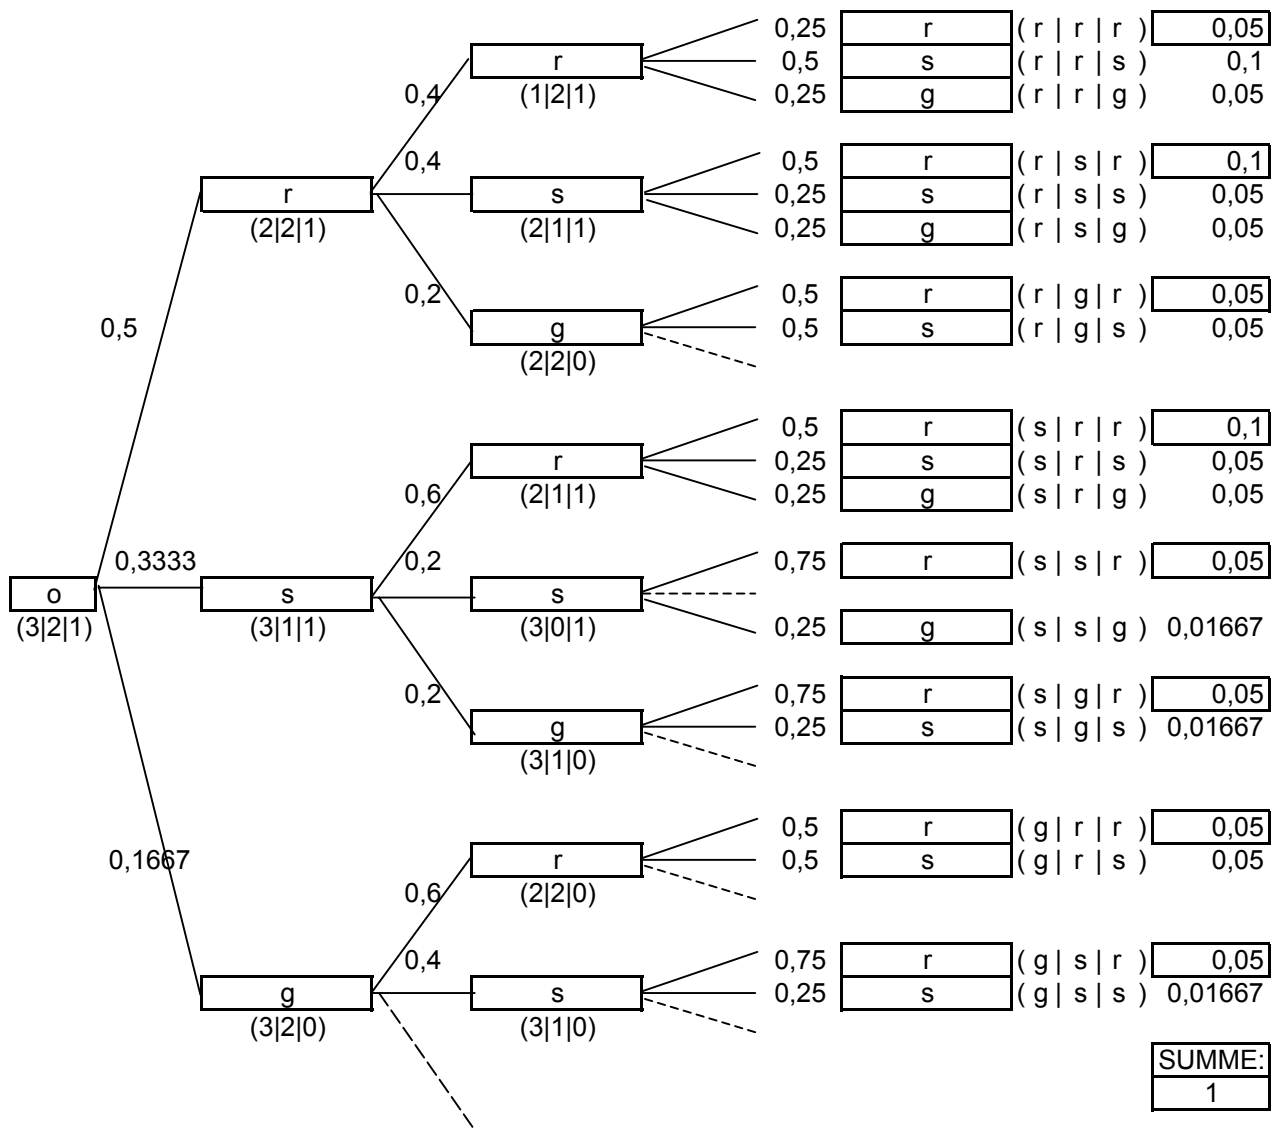 0,25 r ( r | r | r ) 0,05
r 0,5 s ( r | r | s ) 0,1
0,4 (1|2|1) 0,25 g ( r | r | g ) 0,05
0,4 0,5 r ( r | s | r ) 0,1
r s 0,25 s ( r | s | s ) 0,05
(2|2|1) (2|1|1) 0,25 g ( r | s | g ) 0,05
0,2 0,5 r ( r | g | r ) 0,05
0,5 g 0,5 s ( r | g | s ) 0,05
(2|2|0)
0,5 r ( s | r | r ) 0,1
r 0,25 s ( s | r | s ) 0,05
0,6 (2|1|1) 0,25 g ( s | r | g ) 0,05
0,3333 0,2 0,75 r ( s | s | r ) 0,05
o s s
(3|2|1) (3|1|1) (3|0|1) 0,25 g ( s | s | g ) 0,01667
0,2 0,75 r ( s | g | r ) 0,05
g 0,25 s ( s | g | s ) 0,01667
(3|1|0)
0,5 r ( g | r | r ) 0,05
0,1667 r 0,5 s ( g | r | s ) 0,05
0,6 (2|2|0)
0,4 0,75 r ( g | s | r ) 0,05
g s 0,25 s ( g | s | s ) 0,01667
(3|2|0) (3|1|0)
SUMME:
1